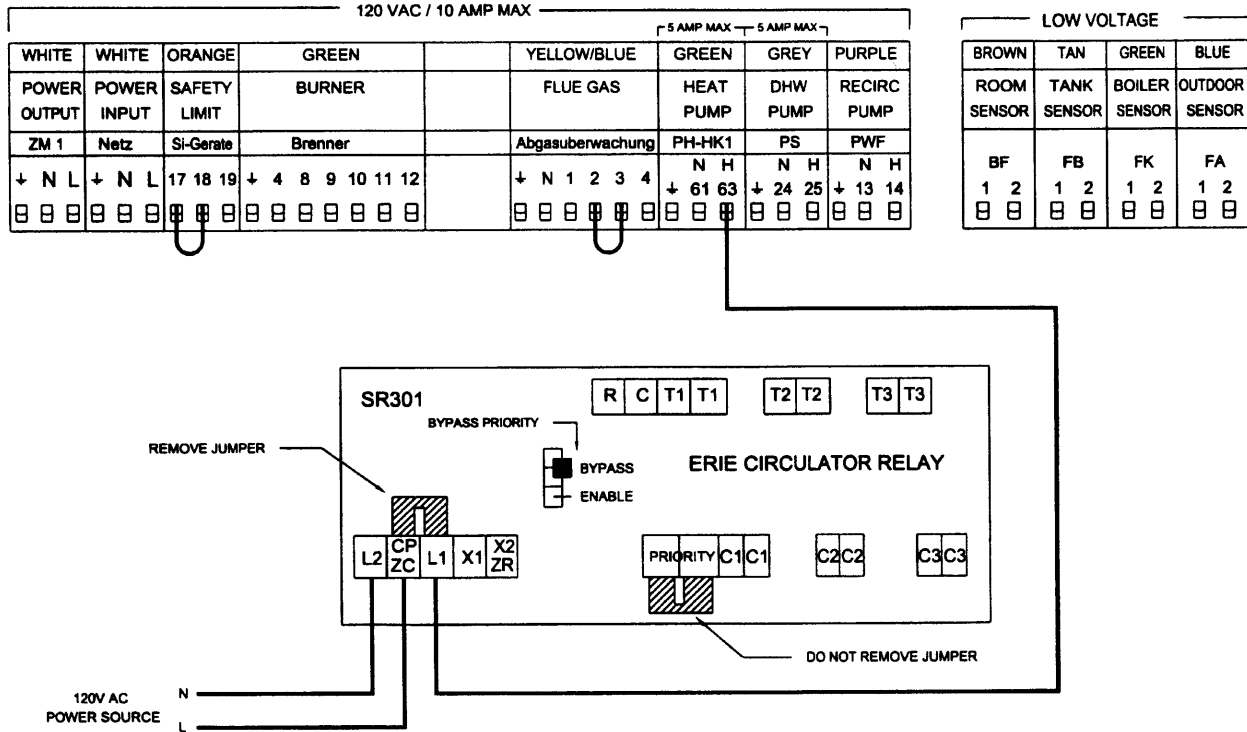 120 VAC / 10 AMP MAX
5 AMP MAX 5 AMP MAX
LOW VOLTAGE
WHITE WHITE ORANGE GREEN YELLOW/BLUE GREEN GREY PURPLE BROWN TAN GREEN BLUE
POWER POWER SAFETY BURNER FLUE GAS HEAT DHW RECIRC ROOM TANK BOILER OUTDOOR
OUTPUT INPUT LIMIT PUMP PUMP PUMP SENSOR SENSOR SENSOR SENSOR
ZM 1 Netz Si-Gerate Brenner Abgasuberwachung PH-HK1 PS PWF BF FB FK FA
N H N H N H
N L N L 17 18 19 4 8 9 10 11 12 N 1 2 3 4 61 63 24 25 13 14 1 2 1 2 1 2 1 2
SR301
R C T1 T1 T2 T2 T3 T3
BYPASS PRIORITY
REMOVE JUMPER
BYPASS
ENABLE
ERIE CIRCULATOR RELAY
L2 CP ZC L1 X1 X2 ZR
PRIORITY C1 C1 C2 C2 C3 C3
DO NOT REMOVE JUMPER
120V AC
POWER SOURCE
N
L